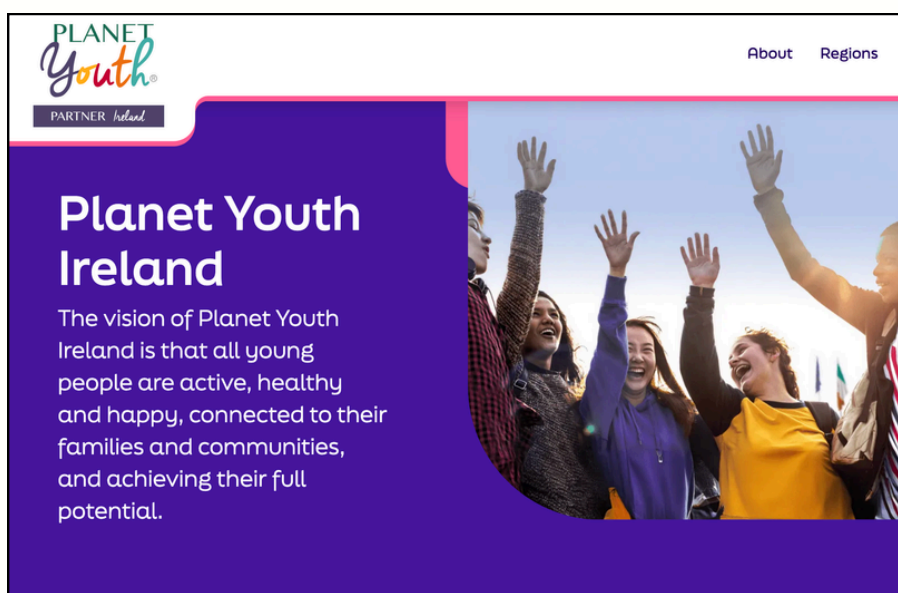 PLANET
Youth®
PARTNER Ireland
About Regions
Planet Youth
Ireland
The vision of Planet Youth
Ireland is that all young
people are active, healthy
and happy, connected to their
families and communities,
and achieving their full
potential.